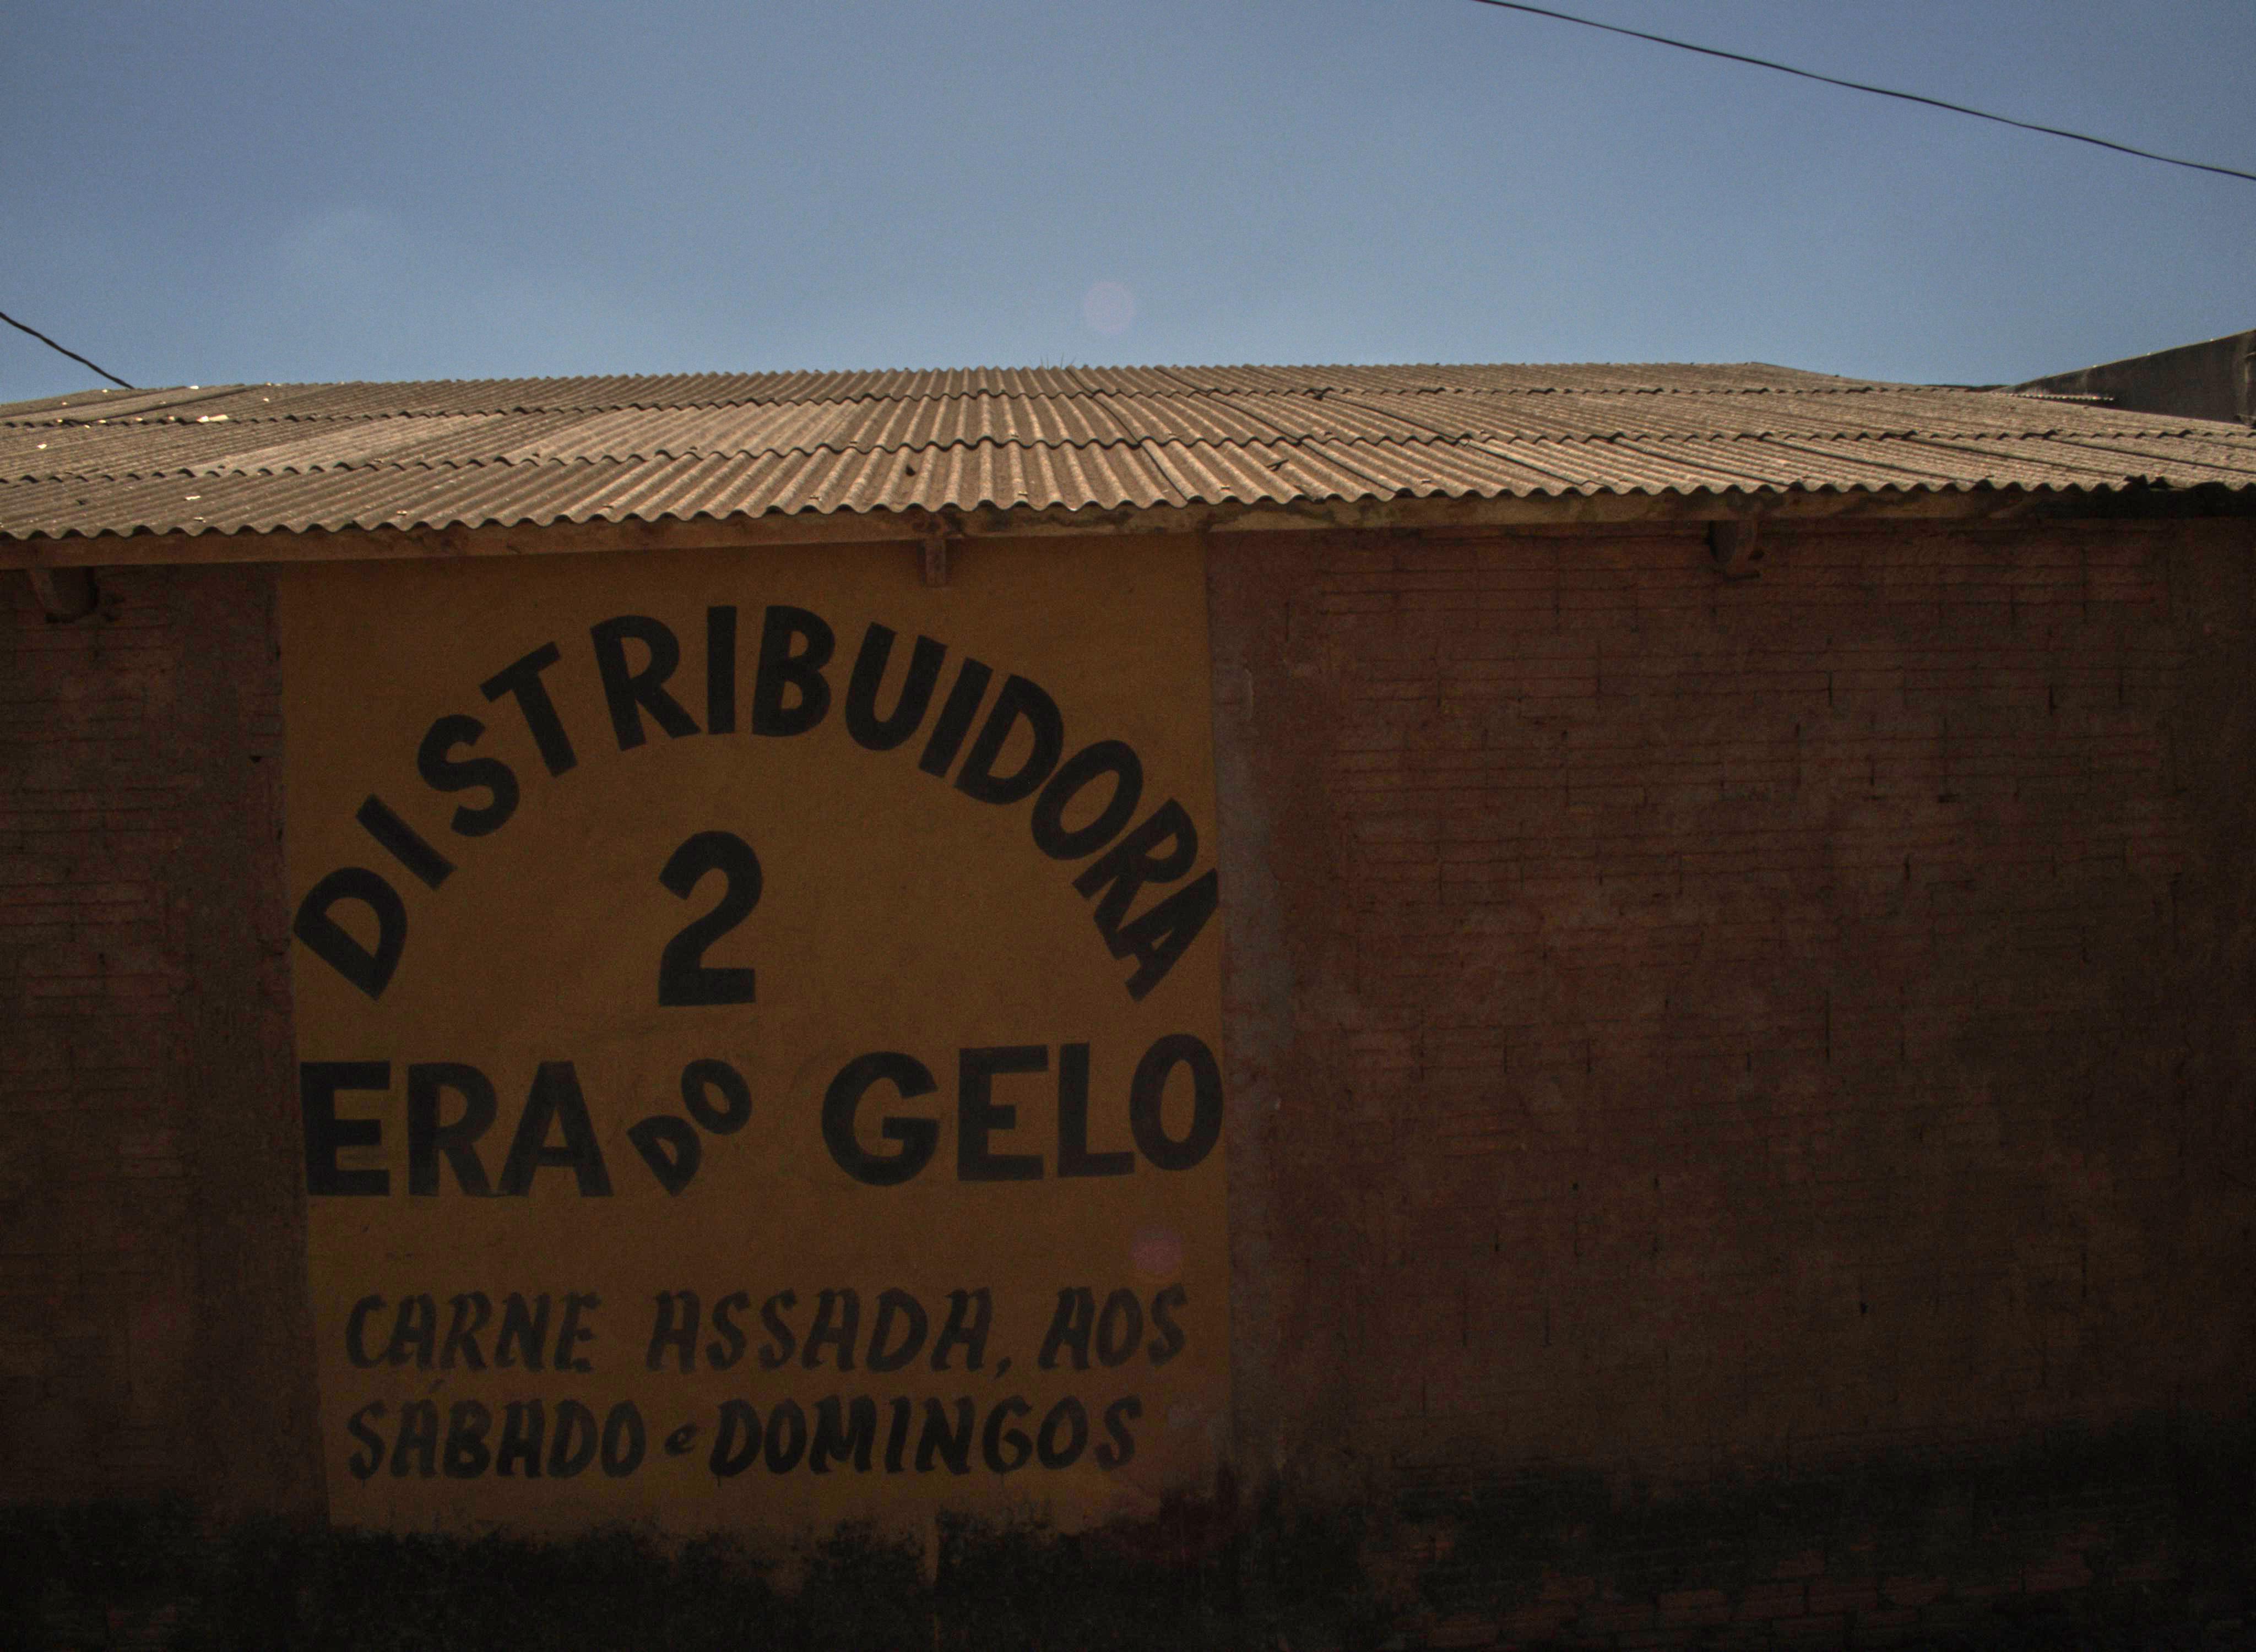 DISTRIBUIDORA
2
ERA DO GELO
CARNE ASSADA, AOS
SÁBADO e DOMINGOS